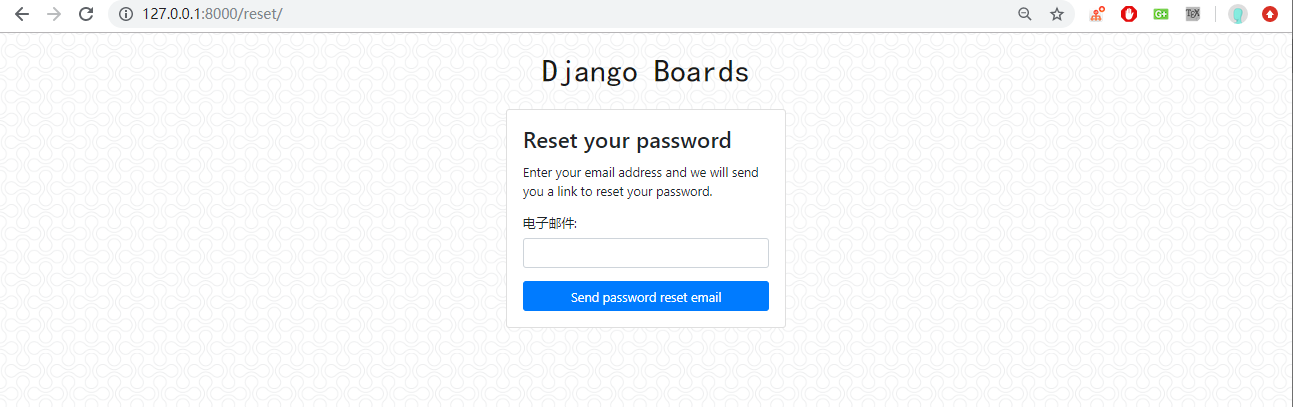 127.0.0.1:8000/reset/
G+
TEX
Django Boards
Reset your password
Enter your email address and we will send
you a link to reset your password.
电子邮件:
Send password reset email